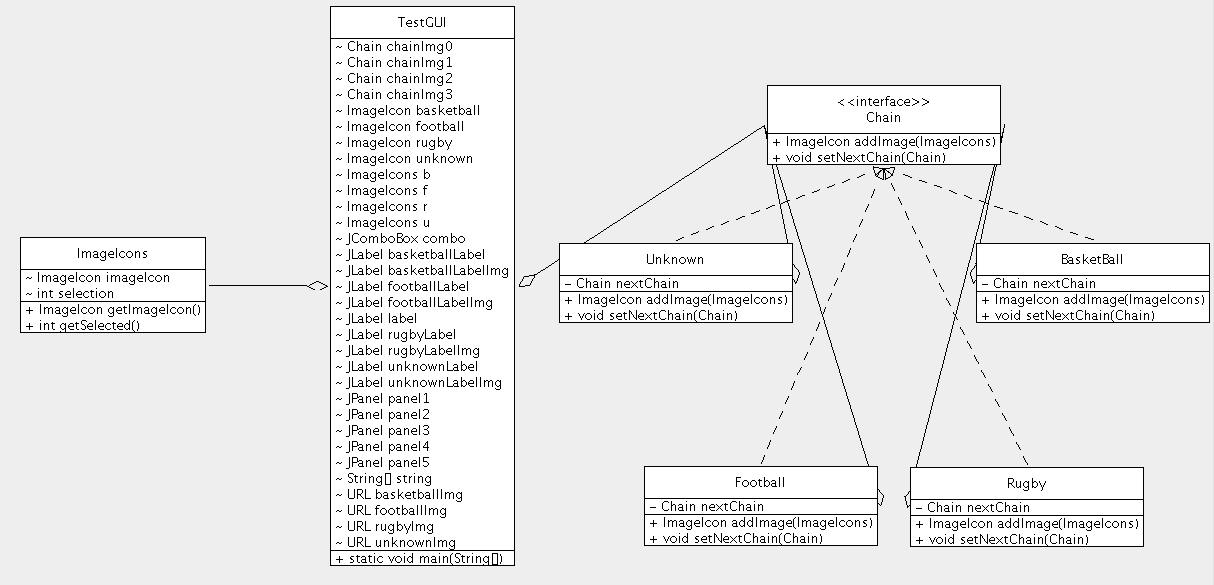 TestGUI
~ Chain chainImg0
~ Chain chainImg1
~ Chain chainImg2
~ Chain chainImg3
~ ImageIcon basketball
~ ImageIcon football
~ ImageIcon rugby
~ ImageIcon unknown
~ ImageIcons b
~ ImageIcons f
~ ImageIcons r
~ ImageIcons u
~ JComboBox combo
~ JLabel basketballLabel
~ JLabel basketballLabelImg
~ JLabel footballLabel
~ JLabel footballLabelImg
~ JLabel label
~ JLabel rugbyLabel
~ JLabel rugbyLabelImg
~ JLabel unknownLabel
~ JLabel unknownLabelImg
~ JPanel panel1
~ JPanel panel2
~ JPanel panel3
~ JPanel panel4
~ JPanel panel5
~ String[] string
~ URL basketballImg
~ URL footballImg
~ URL rugbyImg
~ URL unknownImg
+ static void main(String[])
<<interface>>
Chain
+ ImageIcon addImage(ImageIcons)
+ void setNextChain(Chain)
ImageIcons
~ ImageIcon imageIcon
~ int selection
+ ImageIcon getImageIcon()
+ int getSelected()
Unknown
- Chain nextChain
+ ImageIcon addImage(ImageIcons)
+ void setNextChain(Chain)
BasketBall
- Chain nextChain
+ ImageIcon addImage(ImageIcons)
+ void setNextChain(Chain)
Football
- Chain nextChain
+ ImageIcon addImage(ImageIcons)
+ void setNextChain(Chain)
Rugby
- Chain nextChain
+ ImageIcon addImage(ImageIcons)
+ void setNextChain(Chain)